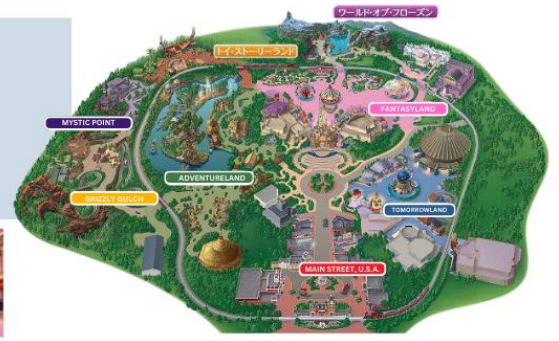 ワールド・オブ・フローズン
トイ・ストーリーランド
FANTASYLAND
MYSTIC POINT
ADVENTURELAND
GRIZZLY GULCH
TOMORROWLAND
MAIN STREET, U.S.A.